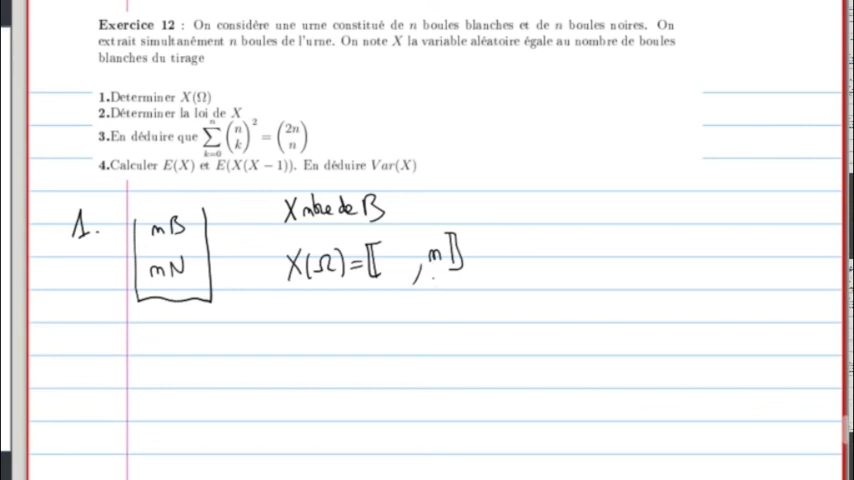 Exercice 12 : On considère une urne constitué de n boules blanches et de n boules noires. On
extrait simultanément n boules de l'urne. On note X la variable aléatoire égale au nombre de boules
blanches du tirage
1.Determiner X(Ω)
2.Déterminer la loi de X
3.En déduire que \sum_{k=0}^{n} \binom{n}{k}^2 = \binom{2n}{n}
4.Calculer E(X) et E(X(X − 1)). En déduire Var(X)
1.
nB
nN
X nbre de B
X(Ω)=⟦ , n⟧